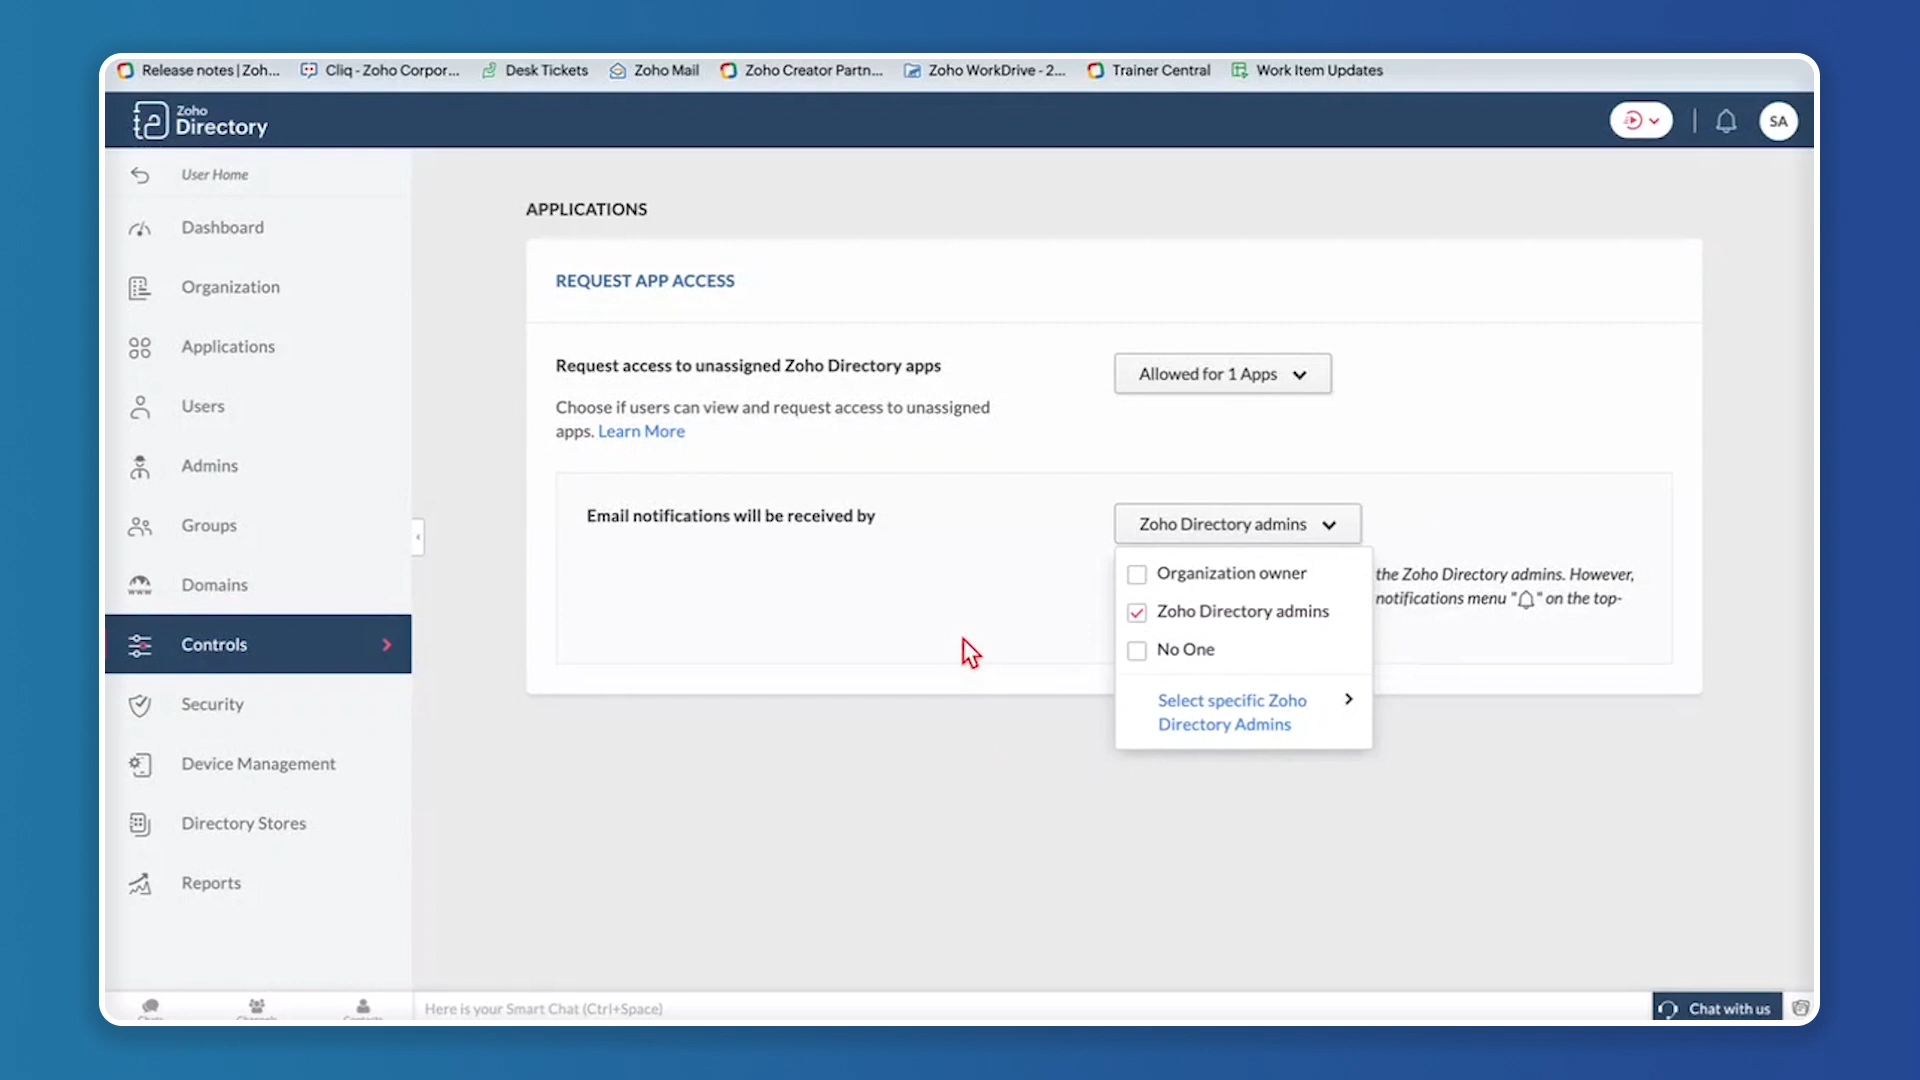 Release notes | Zoh...
Cliq - Zoho Corpor...
Desk Tickets
Zoho Mail
Zoho Creator Partn...
Zoho WorkDrive - 2...
Trainer Central
Work Item Updates
Zoho
Directory
SA
User Home
Dashboard
Organization
Applications
Users
Admins
Groups
Domains
Controls
Security
Device Management
Directory Stores
Reports
APPLICATIONS
REQUEST APP ACCESS
Request access to unassigned Zoho Directory apps
Allowed for 1 Apps
Choose if users can view and request access to unassigned
apps. Learn More
Email notifications will be received by
Zoho Directory admins
Organization owner
Zoho Directory admins
No One
Select specific Zoho
Directory Admins
the Zoho Directory admins. However,
notifications menu "" on the top-
Here is your Smart Chat (Ctrl+Space)
Chat with us